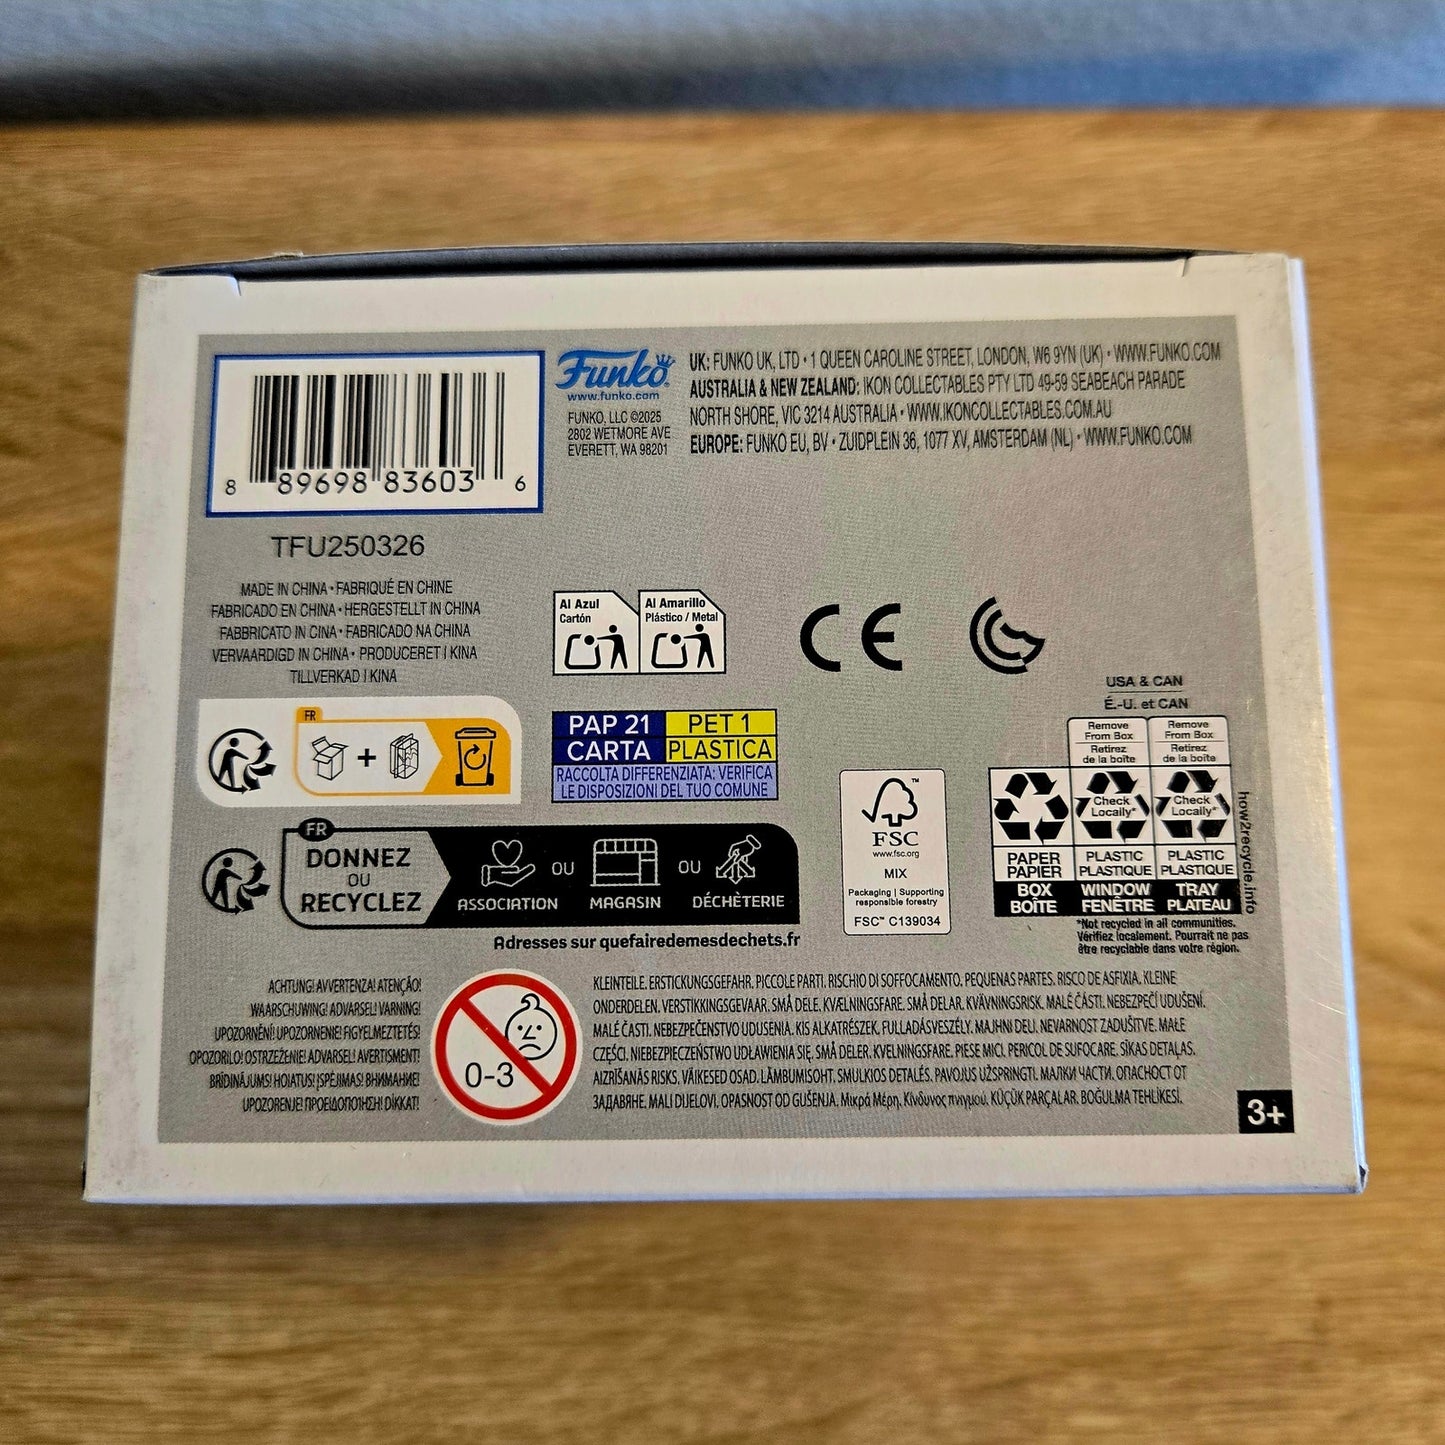 8 89698 83603 6
TFU250326
Funko
www.funko.com
FUNKO, LLC ©2025
2802 WETMORE AVE
EVERETT, WA 98201
UK: FUNKO UK, LTD • 1 QUEEN CAROLINE STREET, LONDON, W6 9YN (UK) • WWW.FUNKO.COM
AUSTRALIA & NEW ZEALAND: IKON COLLECTABLES PTY LTD 49-59 SEABEACH PARADE
NORTH SHORE, VIC 3214 AUSTRALIA • WWW.IKONCOLLECTABLES.COM.AU
EUROPE: FUNKO EU, BV • ZUIDPLEIN 36, 1077 XV, AMSTERDAM (NL) • WWW.FUNKO.COM
MADE IN CHINA • FABRIQUÉ EN CHINE
FABRICADO EN CHINA • HERGESTELLT IN CHINA
FABBRICATO IN CINA • FABRICADO NA CHINA
VERVAARDIGD IN CHINA • PRODUCERET I KINA
TILLVERKAD I KINA
Al Azul
Cartón
Al Amarillo
Plástico / Metal
CE
FR
+
PAP 21
CARTA
PET 1
PLASTICA
RACCOLTA DIFFERENZIATA: VERIFICA
LE DISPOSIZIONI DEL TUO COMUNE
FR
DONNEZ
OU
RECYCLEZ
ASSOCIATION
OU
MAGASIN
OU
DÉCHÈTERIE
Adresses sur quefairedemesdechets.fr
FSC
www.fsc.org
MIX
Packaging | Supporting
responsible forestry
FSC™ C139034
USA & CAN
É.-U. et CAN
Remove
From Box
Retirez
de la boîte
Remove
From Box
Retirez
de la boîte
Check
Locally*
Check
Locally*
PAPER
PAPIER
BOX
BOÎTE
PLASTIC
PLASTIQUE
WINDOW
FENÊTRE
PLASTIC
PLASTIQUE
TRAY
PLATEAU
how2recycle.info
*Not recycled in all communities.
Vérifiez localement. Pourrait ne pas
être recyclable dans votre région.
ACHTUNG! AVVERTENZA! ATENÇÃO!
WAARSCHUWING! ADVARSEL! VARNING!
UPOZORNĚNÍ! UPOZORNENIE! FIGYELMEZTETÉS!
OPOZORILO! OSTRZEŻENIE! ADVARSEL! AVERTISMENT!
BRĪDINĀJUMS! HOIATUS! ĮSPĖJIMAS! ВНИМАНИЕ!
UPOZORENJE! ΠΡΟΕΙΔΟΠΟΙΗΣΗ! DİKKAT!
0-3
KLEINTEILE. ERSTICKUNGSGEFAHR. PICCOLE PARTI. RISCHIO DI SOFFOCAMENTO. PEQUENAS PARTES. RISCO DE ASFIXIA. KLEINE
ONDERDELEN. VERSTIKKINGSGEVAAR. SMÅ DELE. KVÆLNINGSFARE. SMÅ DELAR. KVÄVNINGSRISK. MALÉ ČÁSTI. NEBEZPEČÍ UDUŠENÍ.
MALÉ ČASTI. NEBEZPEČENSTVO UDUSENIA. KIS ALKATRÉSZEK. FULLADÁSVESZÉLY. MAJHNI DELI. NEVARNOST ZADUŠITVE. MAŁE
CZĘŚCI. NIEBEZPIECZEŃSTWO UDŁAWIENIA SIĘ. SMÅ DELER. KVELNINGSFARE. PIESE MICI. PERICOL DE SUFOCARE. SĪKAS DETAĻAS.
AIZRĪŠANĀS RISKS. VÄIKESED OSAD. LÄMBUMISOHT. SMULKIOS DETALĖS. PAVOJUS UŽSPRINGTI. МАЛКИ ЧАСТИ. ОПАСНОСТ ОТ
ЗАДАВЯНЕ. MALI DIJELOVI. OPASNOST OD GUŠENJA. Μικρά Μέρη. Κίνδυνος πνιγμού. KÜÇÜK PARÇALAR. BOĞULMA TEHLİKESİ.
3+